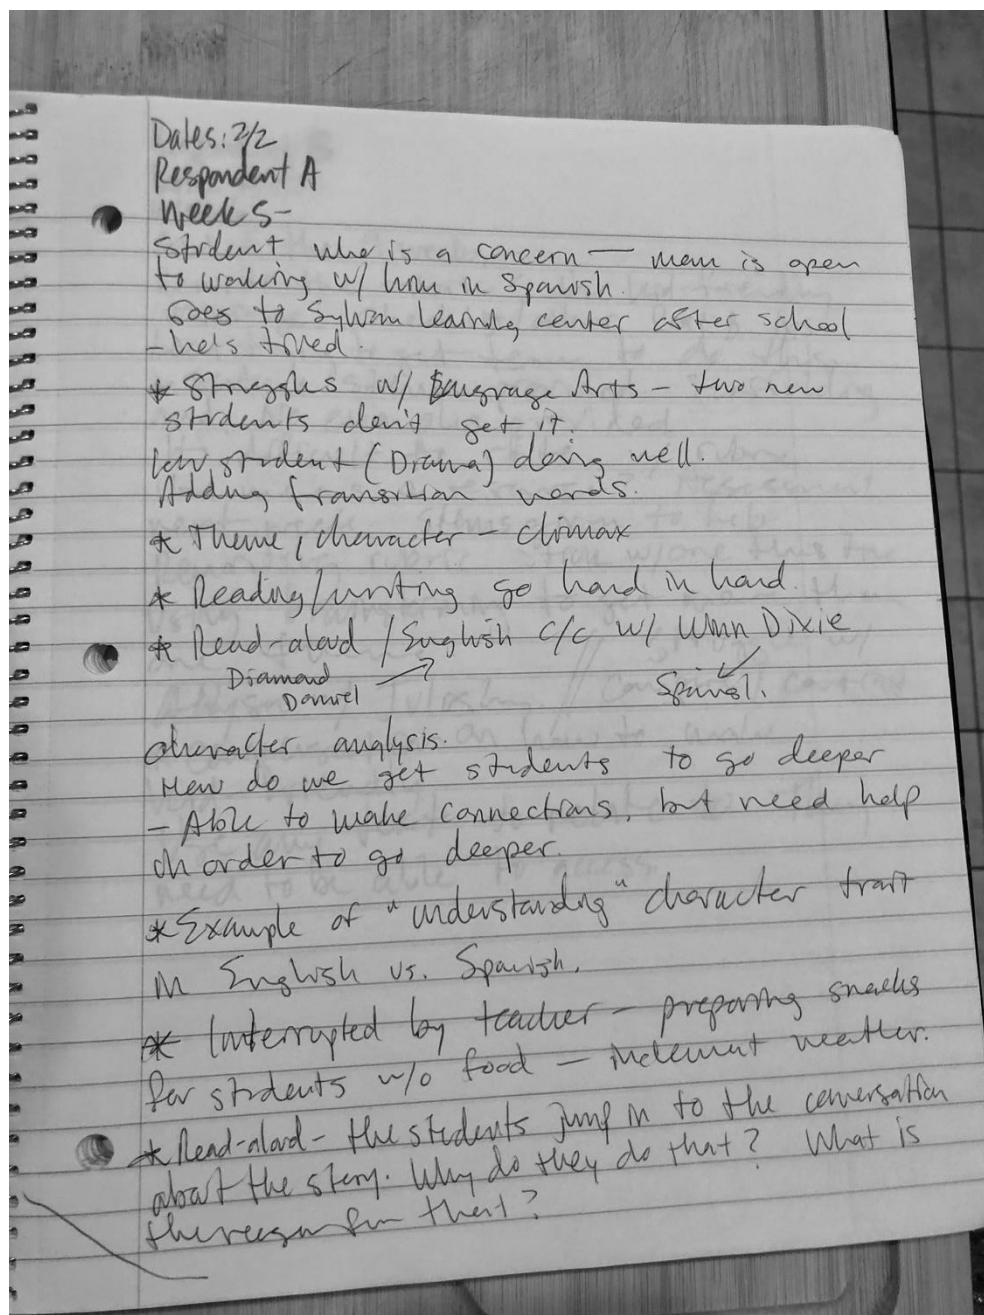 Dates: 2/2
Respondent A
Week 5-
Student who is a concern — mom is open
to working w/ him in Spanish.
Goes to Sylvan Learning center after school
- he's tired.
* Struggles w/ Language Arts - two new
students don't get it.
low student (Drama) doing well.
Adding transition words.
* Theme, character - climax
* Reading/writing go hand in hand.
* Read-aloud / English c/c w/ Winn Dixie
Diamond
Daniel
Spanish.
character analysis.
How do we get students to go deeper
- Able to make connections, but need help
in order to go deeper.
* Example of "understanding" character trait
in English vs. Spanish.
* Interrupted by teacher - preparing snacks
for students w/o food - inclement weather.
* Read-aloud - the students jump in to the conversation
about the story. Why do they do that? What is
the reason for that?